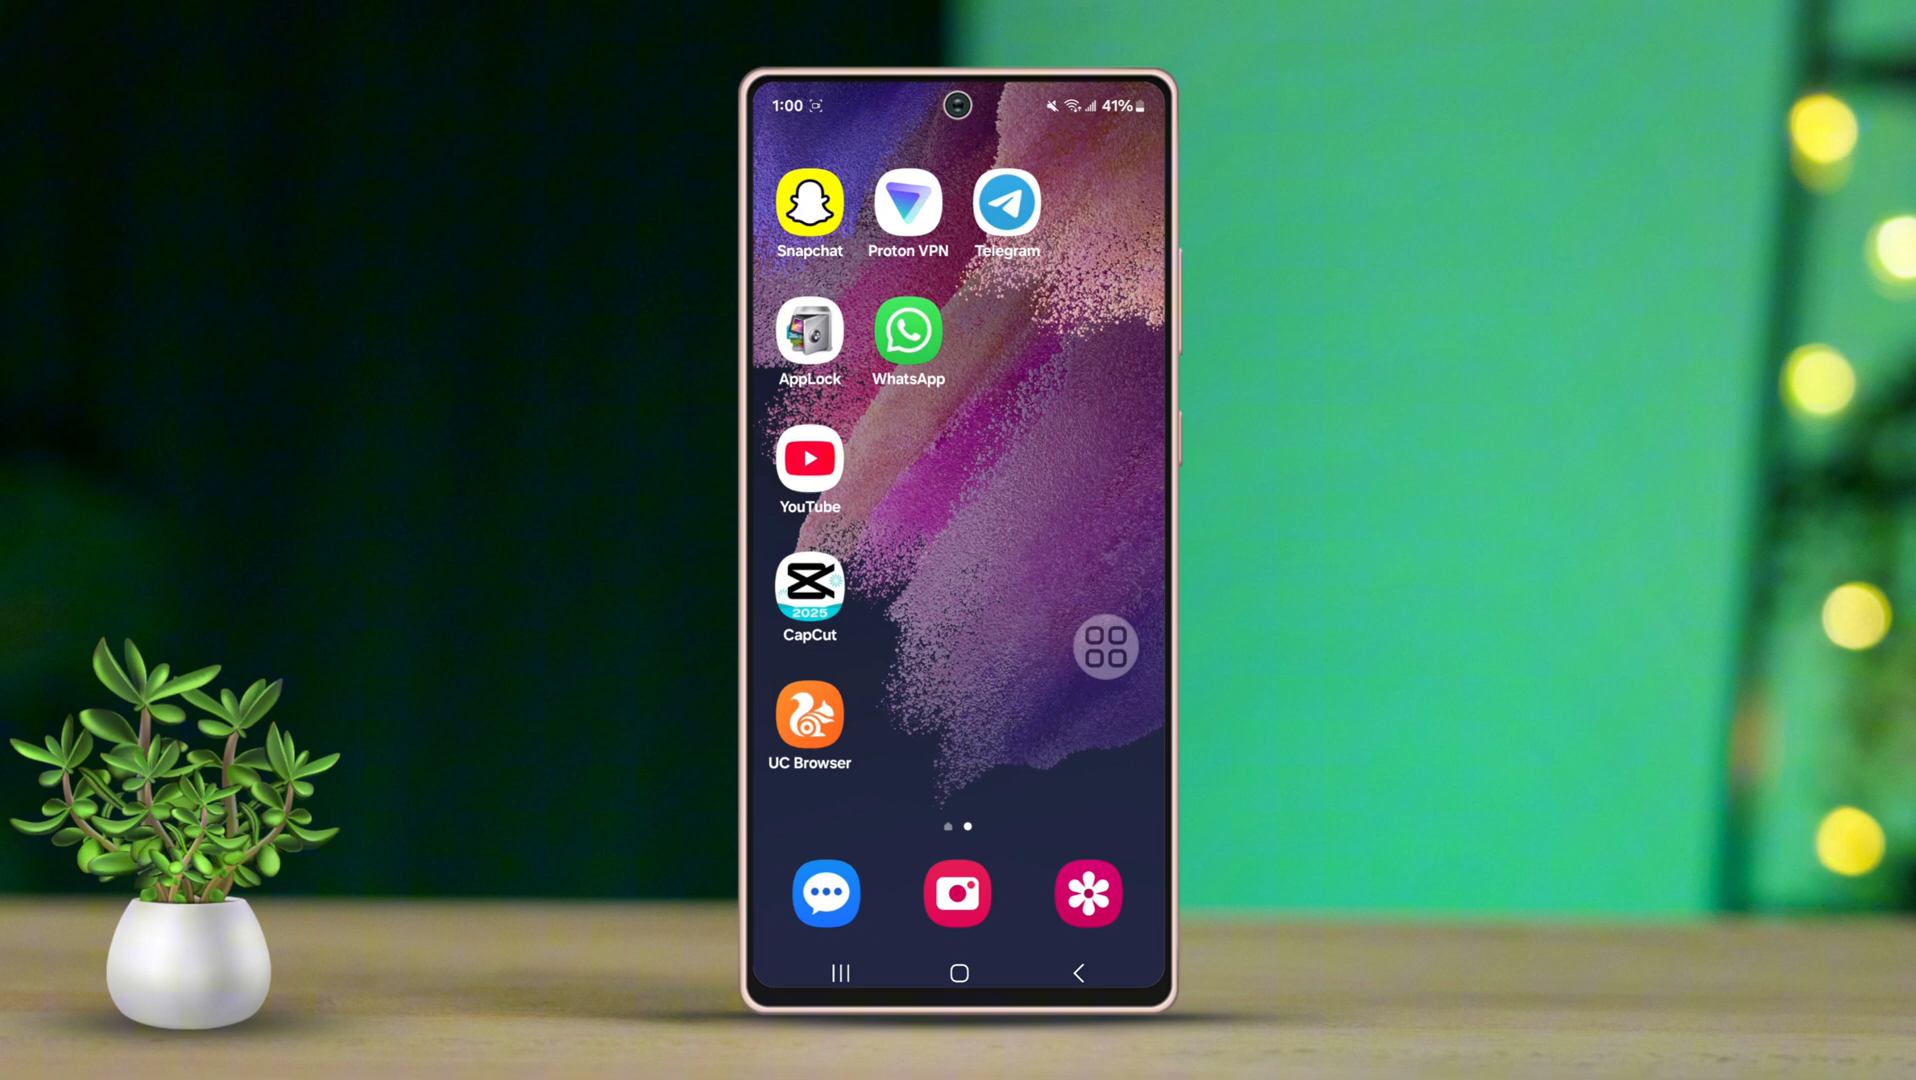 1:00 41%
Snapchat Proton VPN Telegram
AppLock WhatsApp
YouTube
2025
CapCut
UC Browser